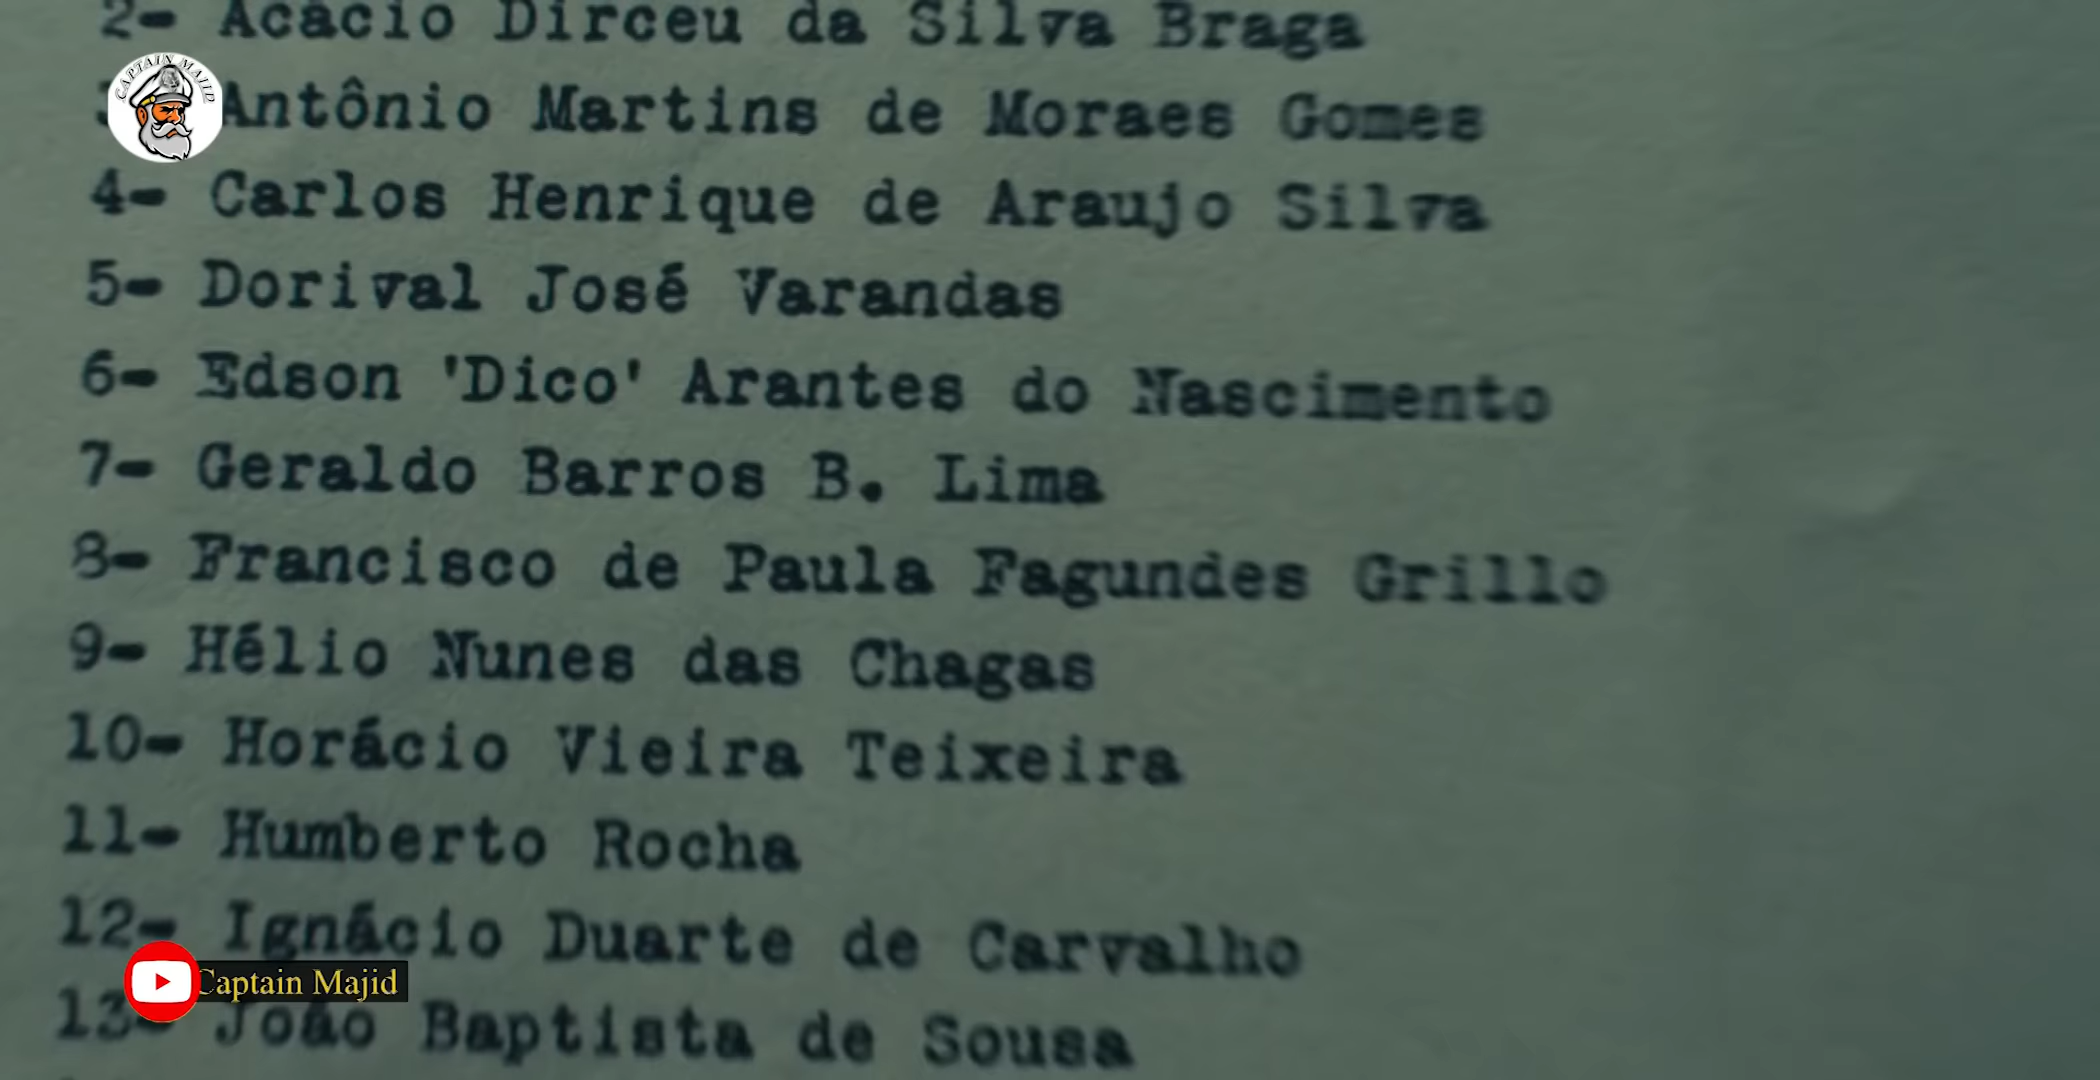 2- Acácio Dirceu da Silva Braga
CAPTAIN MAJID
3 Antônio Martins de Moraes Gomes
4- Carlos Henrique de Araujo Silva
5- Dorival José Varandas
6- Edson 'Dico' Arantes do Nascimento
7- Geraldo Barros B. Lima
8- Francisco de Paula Fagundes Grillo
9- Hélio Nunes das Chagas
10- Horácio Vieira Teixeira
11- Humberto Rocha
12- Ignácio Duarte de Carvalho
Captain Majid
13- João Baptista de Sousa